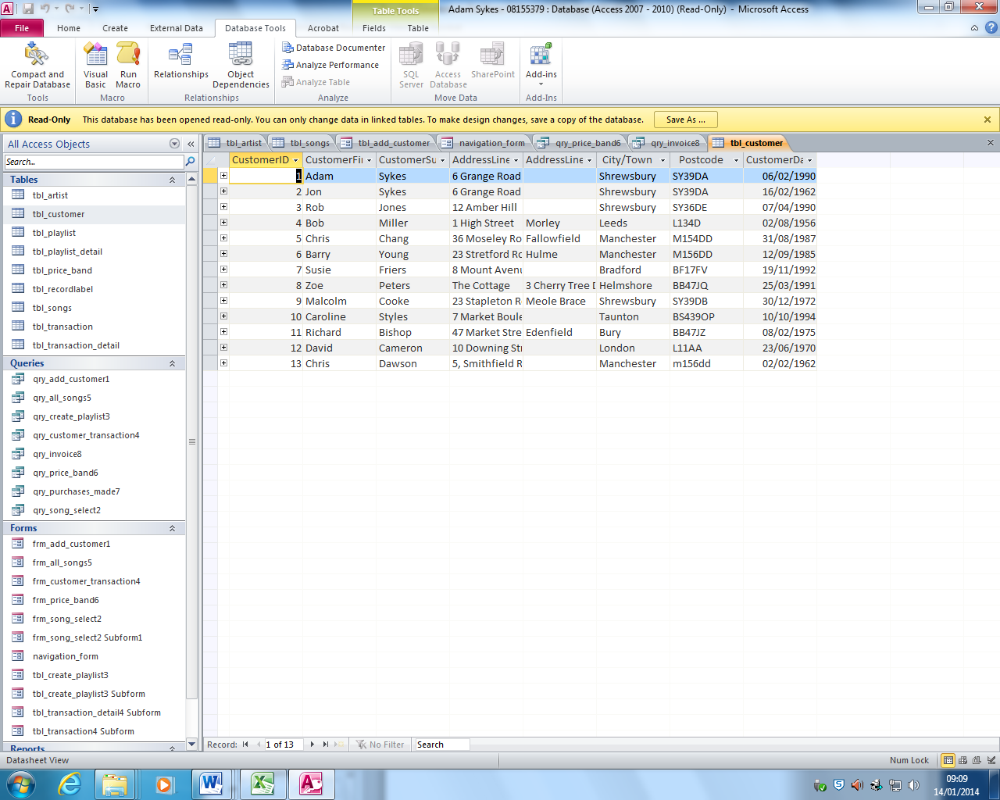 Table Tools
Adam Sykes - 08155379 : Database (Access 2007 - 2010) (Read-Only) - Microsoft Access
File Home Create External Data Database Tools Acrobat Fields Table
Compact and Repair Database
Visual Basic
Run Macro
Relationships
Object Dependencies
Database Documenter
Analyze Performance
Analyze Table
SQL Server
Access Database
SharePoint
Add-ins
Tools Macro Relationships Analyze Move Data Add-Ins
Read-Only This database has been opened read-only. You can only change data in linked tables. To make design changes, save a copy of the database. Save As ...
All Access Objects
Search...
Tables
tbl_artist
tbl_customer
tbl_playlist
tbl_playlist_detail
tbl_price_band
tbl_recordlabel
tbl_songs
tbl_transaction
tbl_transaction_detail
Queries
qry_add_customer1
qry_all_songs5
qry_create_playlist3
qry_customer_transaction4
qry_invoice8
qry_price_band6
qry_purchases_made7
qry_song_select2
Forms
frm_add_customer1
frm_all_songs5
frm_customer_transaction4
frm_price_band6
frm_song_select2
frm_song_select2 Subform1
navigation_form
tbl_create_playlist3
tbl_create_playlist3 Subform
tbl_transaction_detail4 Subform
tbl_transaction4 Subform
Reports
tbl_artist tbl_songs tbl_add_customer navigation_form qry_price_band6 qry_invoice8 tbl_customer
CustomerID CustomerFi CustomerSu AddressLine AddressLine City/Town Postcode CustomerDa
1 Adam Sykes 6 Grange Road Shrewsbury SY39DA 06/02/1990
2 Jon Sykes 6 Grange Road Shrewsbury SY39DA 16/02/1962
3 Rob Jones 12 Amber Hill Shrewsbury SY36DE 07/04/1990
4 Bob Miller 1 High Street Morley Leeds L134D 02/08/1956
5 Chris Chang 36 Moseley Ro Fallowfield Manchester M154DD 31/08/1987
6 Barry Young 23 Stretford Ro Hulme Manchester M156DD 12/09/1985
7 Susie Friers 8 Mount Avenu Bradford BF17FV 19/11/1992
8 Zoe Peters The Cottage 3 Cherry Tree D Helmshore BB47JQ 25/03/1991
9 Malcolm Cooke 23 Stapleton R Meole Brace Shrewsbury SY39DB 30/12/1972
10 Caroline Styles 7 Market Boule Taunton BS439OP 10/10/1994
11 Richard Bishop 47 Market Stre Edenfield Bury BB47JZ 08/02/1975
12 David Cameron 10 Downing Str London L11AA 23/06/1970
13 Chris Dawson 5, Smithfield R Manchester m156dd 02/02/1962
Record: 1 of 13 No Filter Search
Datasheet View Num Lock
09:09
14/01/2014